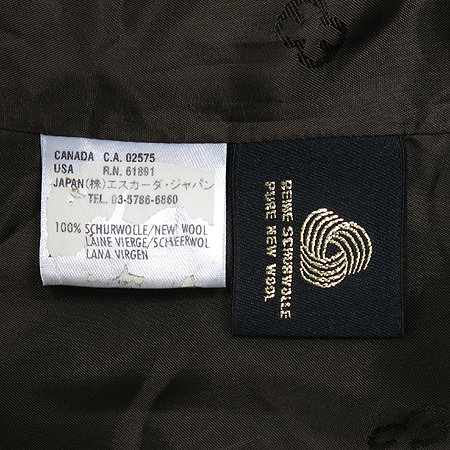 CANADA C.A. 02575
USA R.N. 61891
JAPAN (株)エスカーダ・ジャパン
TEL. 03-5786-6860
100% SCHURWOLLE/NEW WOOL
LAINE VIERGE/SCHEERWOL
LANA VIRGEN
REINE SCHURWOLLE
PURE NEW WOOL